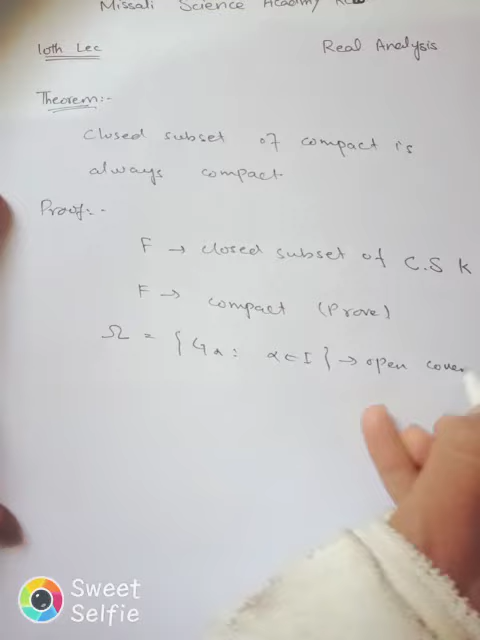 Missali Science Academy
10th Lec
Real Analysis
Theorem:-
Closed subset of compact is
always compact.
Proof:-
F → closed subset of C.S K
F → compact (Prove)
Ω = { Gα : α ∈ I } → open cover
Sweet
Selfie